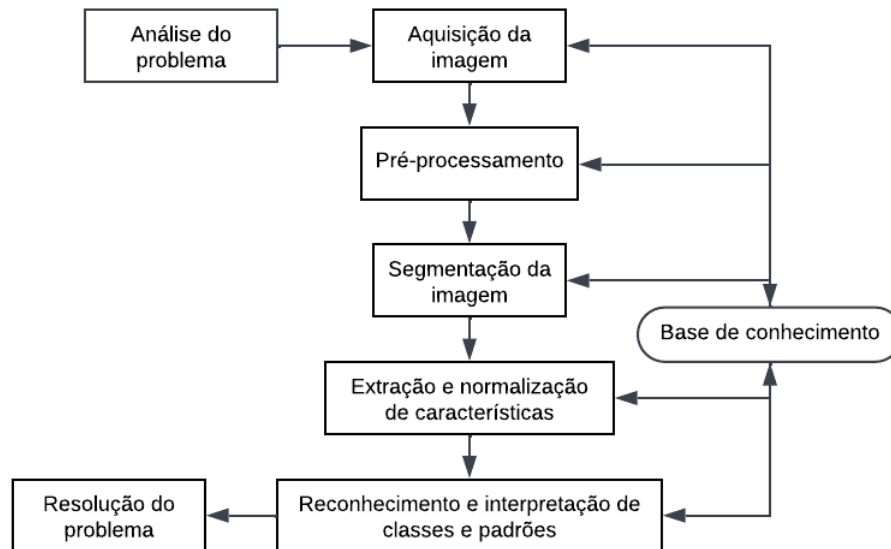 Análise do
problema
Aquisição da
imagem
Pré-processamento
Segmentação da
imagem
Base de conhecimento
Extração e normalização
de características
Resolução do
problema
Reconhecimento e interpretação de
classes e padrões